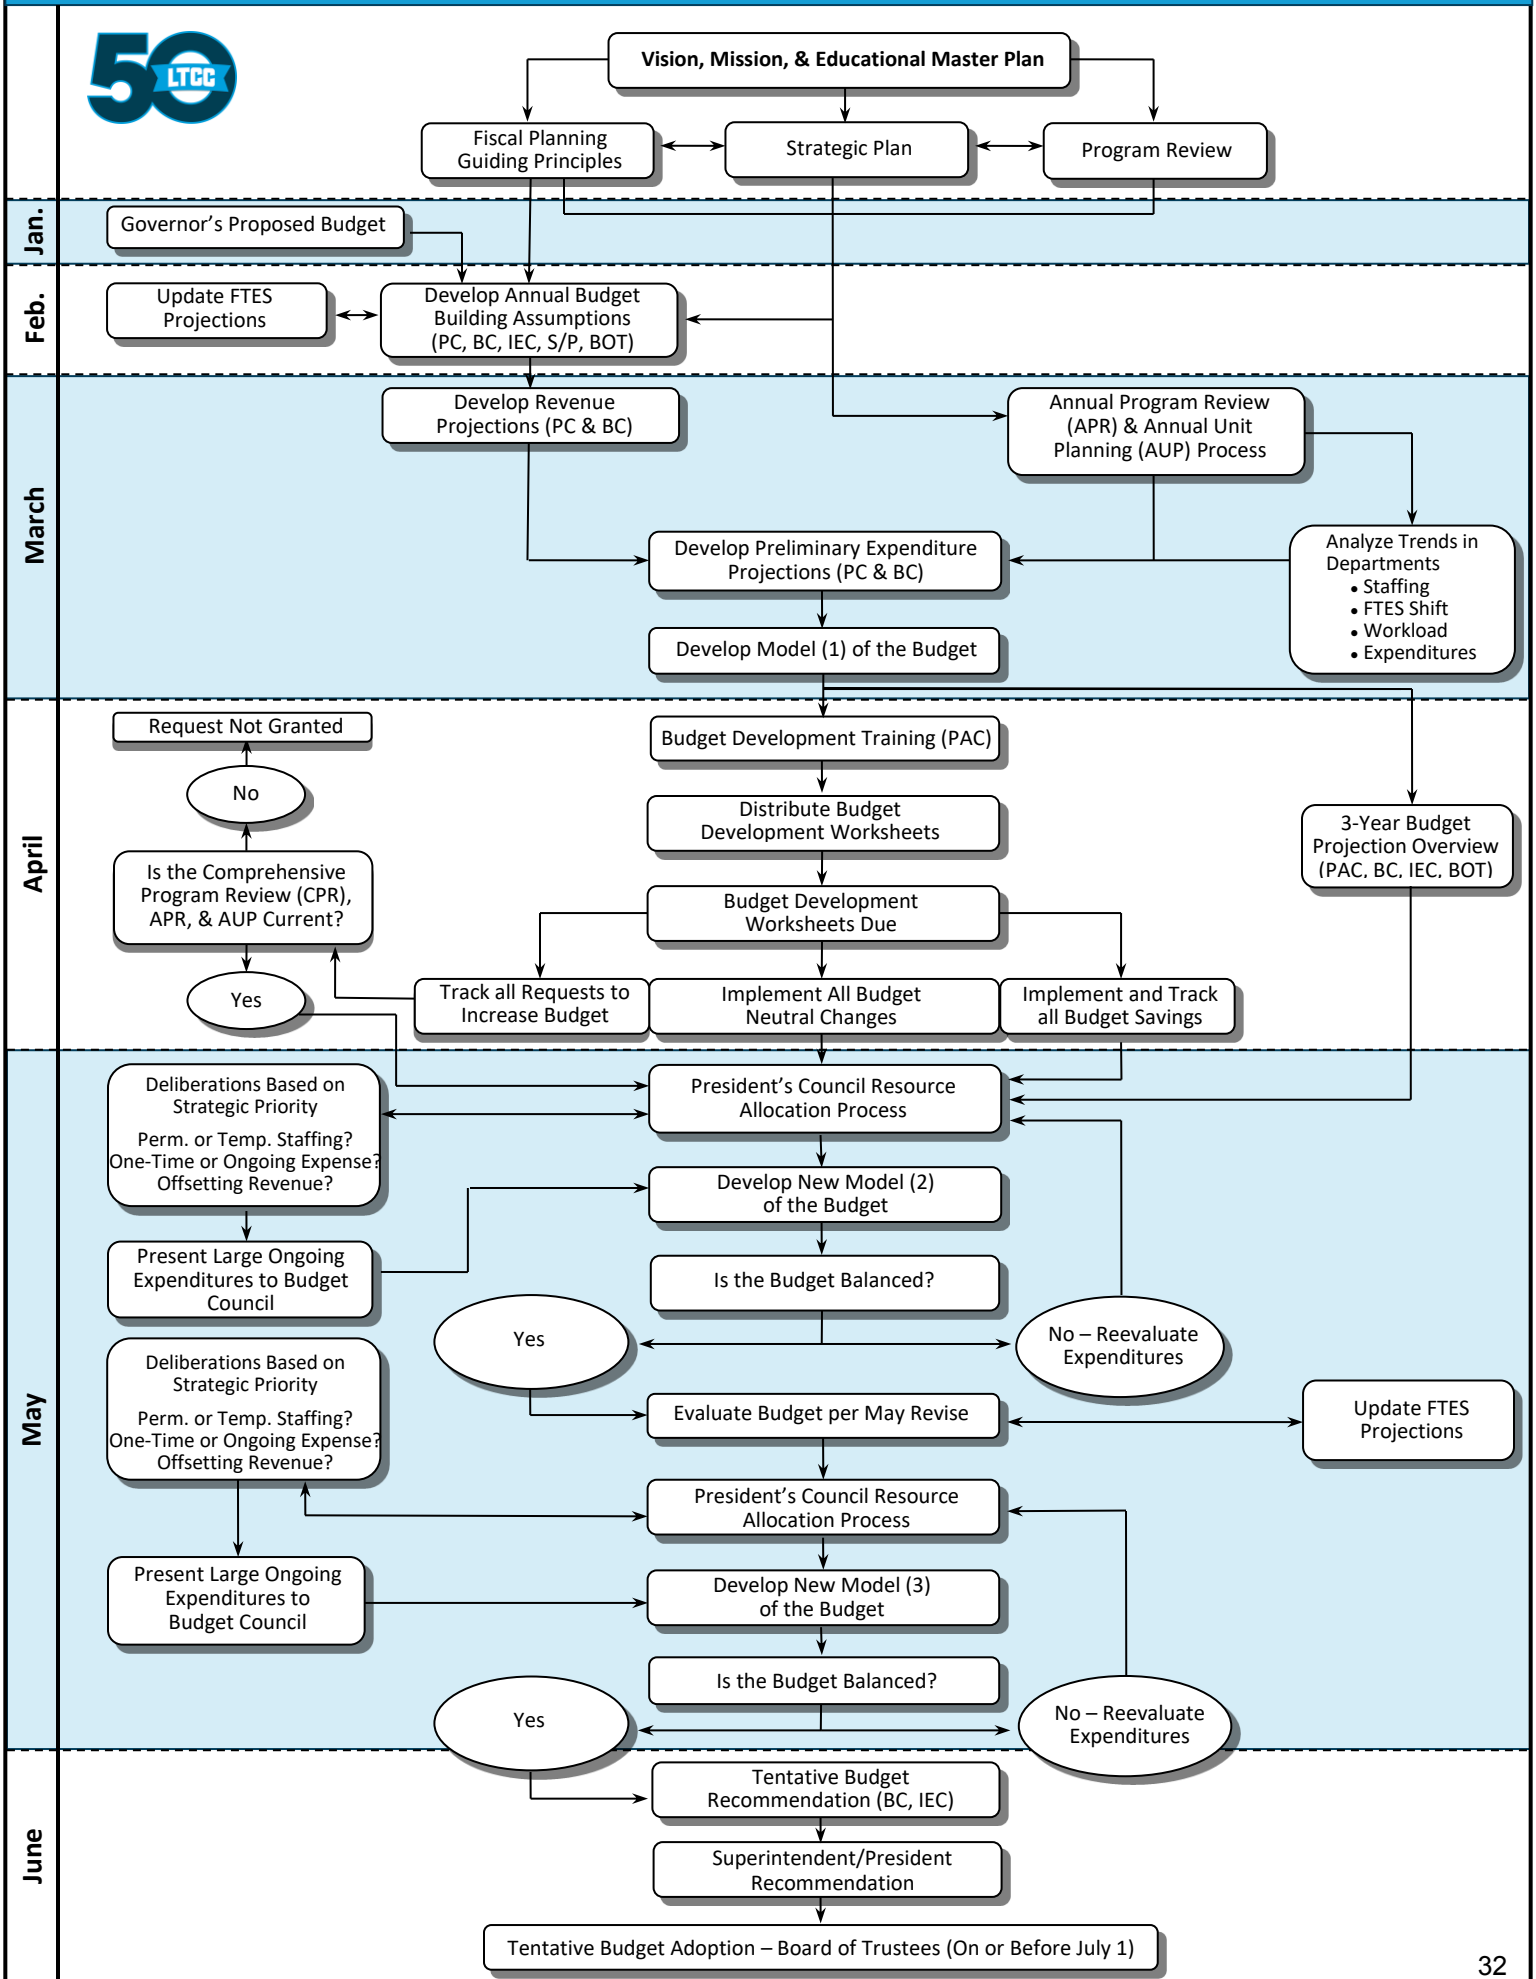 50
LTCC
Vision, Mission, & Educational Master Plan
Fiscal Planning
Guiding Principles
Strategic Plan
Program Review
Jan.
Governor’s Proposed Budget
Feb.
Update FTES
Projections
Develop Annual Budget
Building Assumptions
(PC, BC, IEC, S/P, BOT)
March
Develop Revenue
Projections (PC & BC)
Annual Program Review
(APR) & Annual Unit
Planning (AUP) Process
Develop Preliminary Expenditure
Projections (PC & BC)
Analyze Trends in
Departments
• Staffing
• FTES Shift
• Workload
• Expenditures
Develop Model (1) of the Budget
April
Request Not Granted
No
Is the Comprehensive
Program Review (CPR),
APR, & AUP Current?
Yes
Budget Development Training (PAC)
Distribute Budget
Development Worksheets
3-Year Budget
Projection Overview
(PAC, BC, IEC, BOT)
Budget Development
Worksheets Due
Track all Requests to
Increase Budget
Implement All Budget
Neutral Changes
Implement and Track
all Budget Savings
May
Deliberations Based on
Strategic Priority
Perm. or Temp. Staffing?
One-Time or Ongoing Expense?
Offsetting Revenue?
President’s Council Resource
Allocation Process
Develop New Model (2)
of the Budget
Present Large Ongoing
Expenditures to Budget
Council
Is the Budget Balanced?
Yes
No – Reevaluate
Expenditures
Deliberations Based on
Strategic Priority
Perm. or Temp. Staffing?
One-Time or Ongoing Expense?
Offsetting Revenue?
Evaluate Budget per May Revise
Update FTES
Projections
President’s Council Resource
Allocation Process
Present Large Ongoing
Expenditures to
Budget Council
Develop New Model (3)
of the Budget
Is the Budget Balanced?
Yes
No – Reevaluate
Expenditures
June
Tentative Budget
Recommendation (BC, IEC)
Superintendent/President
Recommendation
Tentative Budget Adoption – Board of Trustees (On or Before July 1)
32